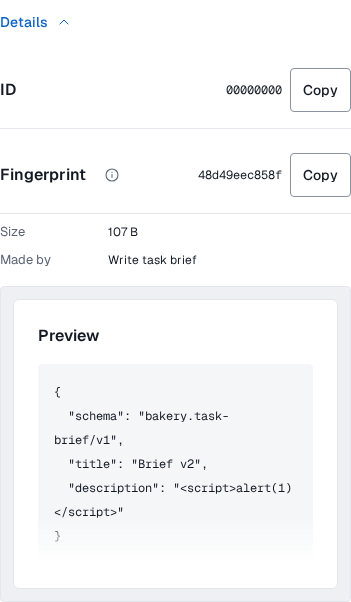 Details
ID 00000000 Copy
Fingerprint 48d49eec858f Copy
Size 107 B
Made by Write task brief
Preview
{
  "schema": "bakery.task-
brief/v1",
  "title": "Brief v2",
  "description": "<script>alert(1)
</script>"
}